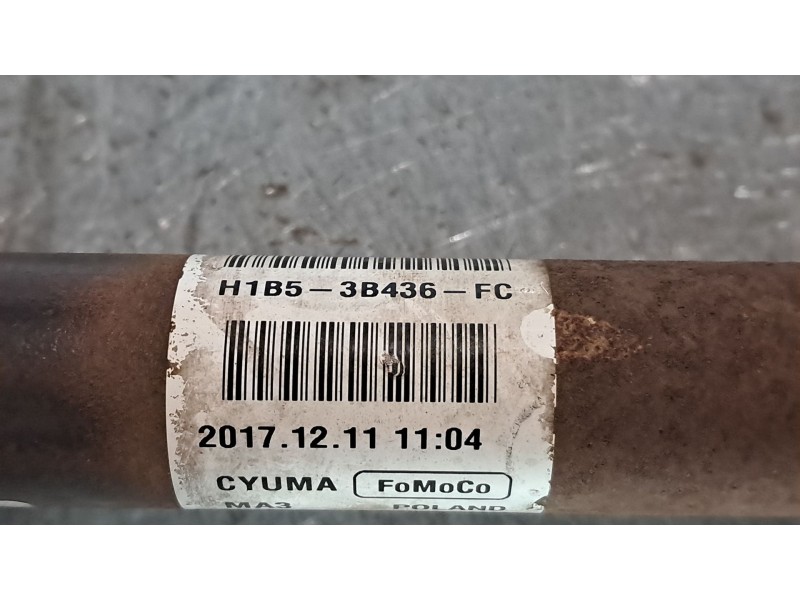 H1B5-3B436-FC
2017.12.11 11:04
CYUMA FoMoCo
MA3 POLAND